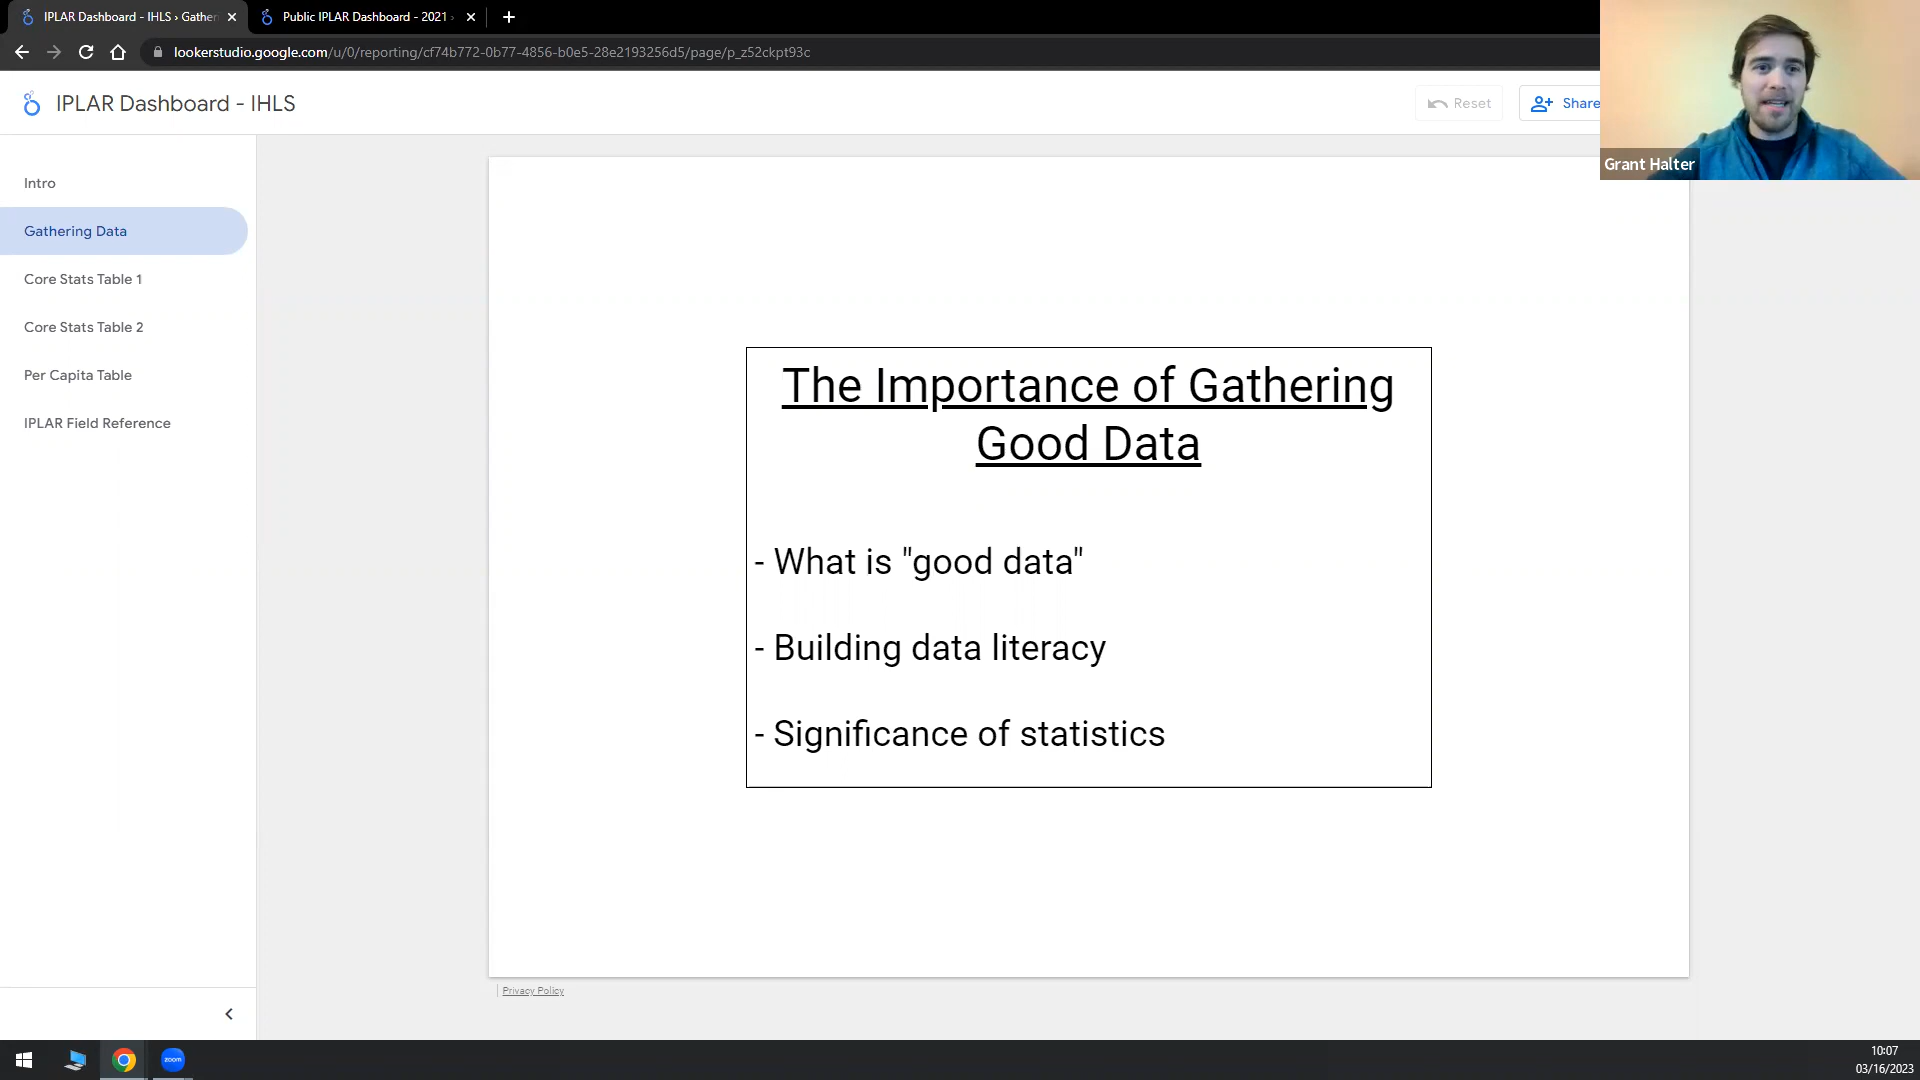 IPLAR Dashboard - IHLS › Gather
Public IPLAR Dashboard - 2021
lookerstudio.google.com/u/0/reporting/cf74b772-0b77-4856-b0e5-28e2193256d5/page/p_z52ckpt93c
IPLAR Dashboard - IHLS
Reset
Share
Grant Halter
Intro
Gathering Data
Core Stats Table 1
Core Stats Table 2
Per Capita Table
IPLAR Field Reference
The Importance of Gathering
Good Data
- What is "good data"
- Building data literacy
- Significance of statistics
Privacy Policy
zoom
10:07
03/16/2023